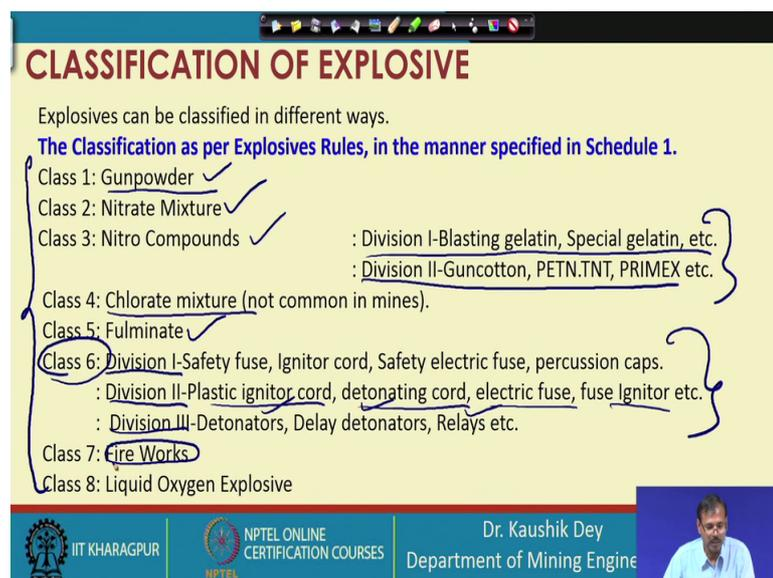 CLASSIFICATION OF EXPLOSIVE
Explosives can be classified in different ways.
The Classification as per Explosives Rules, in the manner specified in Schedule 1.
Class 1: Gunpowder
Class 2: Nitrate Mixture
Class 3: Nitro Compounds : Division I-Blasting gelatin, Special gelatin, etc.
: Division II-Guncotton, PETN.TNT, PRIMEX etc.
Class 4: Chlorate mixture (not common in mines).
Class 5: Fulminate
Class 6: Division I-Safety fuse, Ignitor cord, Safety electric fuse, percussion caps.
: Division II-Plastic ignitor cord, detonating cord, electric fuse, fuse Ignitor etc.
: Division III-Detonators, Delay detonators, Relays etc.
Class 7: Fire Works
Class 8: Liquid Oxygen Explosive
IIT KHARAGPUR
NPTEL
NPTEL ONLINE
CERTIFICATION COURSES
Dr. Kaushik Dey
Department of Mining Engine